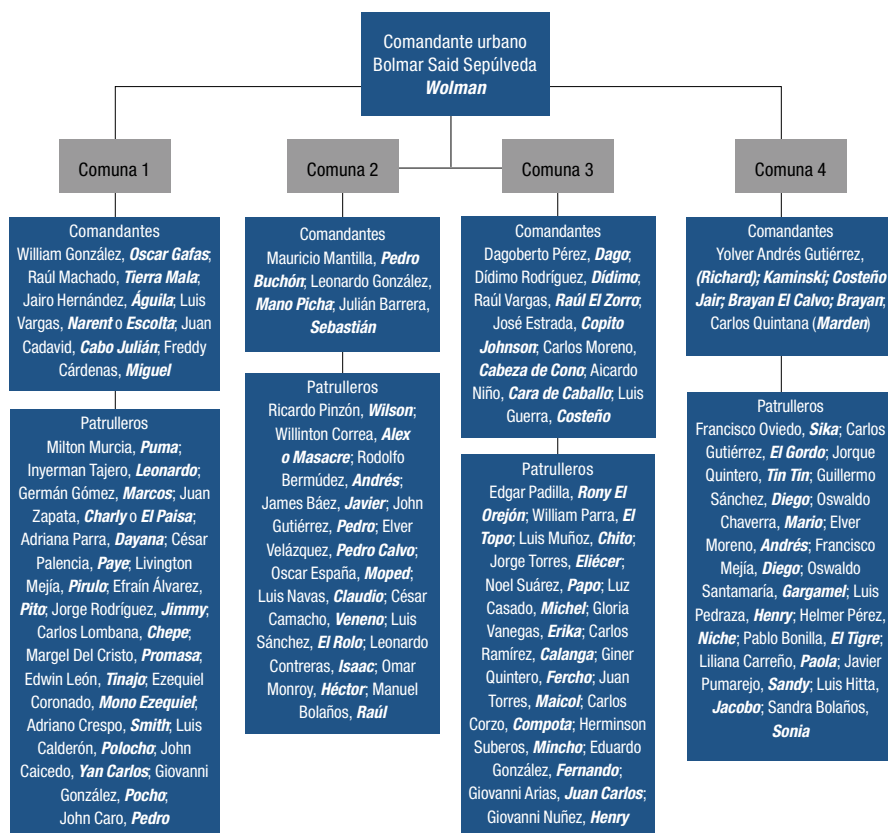 Comandante urbano
Bolmar Said Sepúlveda
Wolman
Comuna 1
Comandantes
William González, Oscar Gafas;
Raúl Machado, Tierra Mala;
Jairo Hernández, Águila; Luis
Vargas, Narent o Escolta; Juan
Cadavid, Cabo Julián; Freddy
Cárdenas, Miguel
Patrulleros
Milton Murcia, Puma;
Inyerman Tajero, Leonardo;
Germán Gómez, Marcos; Juan
Zapata, Charly o El Paisa;
Adriana Parra, Dayana; César
Palencia, Paye; Livington
Mejía, Pirulo; Efraín Álvarez,
Pito; Jorge Rodríguez, Jimmy;
Carlos Lombana, Chepe;
Margel Del Cristo, Promasa;
Edwin León, Tinajo; Ezequiel
Coronado, Mono Ezequiel;
Adriano Crespo, Smith; Luis
Calderón, Polocho; John
Caicedo, Yan Carlos; Giovanni
González, Pocho;
John Caro, Pedro
Comuna 2
Comandantes
Mauricio Mantilla, Pedro
Buchón; Leonardo González,
Mano Picha; Julián Barrera,
Sebastián
Patrulleros
Ricardo Pinzón, Wilson;
Willinton Correa, Alex
o Masacre; Rodolfo
Bermúdez, Andrés;
James Báez, Javier; John
Gutiérrez, Pedro; Elver
Velázquez, Pedro Calvo;
Oscar España, Moped;
Luis Navas, Claudio; César
Camacho, Veneno; Luis
Sánchez, El Rolo; Leonardo
Contreras, Isaac; Omar
Monroy, Héctor; Manuel
Bolaños, Raúl
Comuna 3
Comandantes
Dagoberto Pérez, Dago;
Dídimo Rodríguez, Dídimo;
Raúl Vargas, Raúl El Zorro;
José Estrada, Copito
Johnson; Carlos Moreno,
Cabeza de Cono; Aicardo
Niño, Cara de Caballo; Luis
Guerra, Costeño
Patrulleros
Edgar Padilla, Rony El
Orejón; William Parra, El
Topo; Luis Muñoz, Chito;
Jorge Torres, Eliécer;
Noel Suárez, Papo; Luz
Casado, Michel; Gloria
Vanegas, Erika; Carlos
Ramírez, Calanga; Giner
Quintero, Fercho; Juan
Torres, Maicol; Carlos
Corzo, Compota; Herminson
Suberos, Mincho; Eduardo
González, Fernando;
Giovanni Arias, Juan Carlos;
Giovanni Nuñez, Henry
Comuna 4
Comandantes
Yolver Andrés Gutiérrez,
(Richard); Kaminski; Costeño
Jair; Brayan El Calvo; Brayan;
Carlos Quintana (Marden)
Patrulleros
Francisco Oviedo, Sika; Carlos
Gutiérrez, El Gordo; Jorque
Quintero, Tin Tin; Guillermo
Sánchez, Diego; Oswaldo
Chaverra, Mario; Elver
Moreno, Andrés; Francisco
Mejía, Diego; Oswaldo
Santamaría, Gargamel; Luis
Pedraza, Henry; Helmer Pérez,
Niche; Pablo Bonilla, El Tigre;
Liliana Carreño, Paola; Javier
Pumarejo, Sandy; Luis Hitta,
Jacobo; Sandra Bolaños,
Sonia